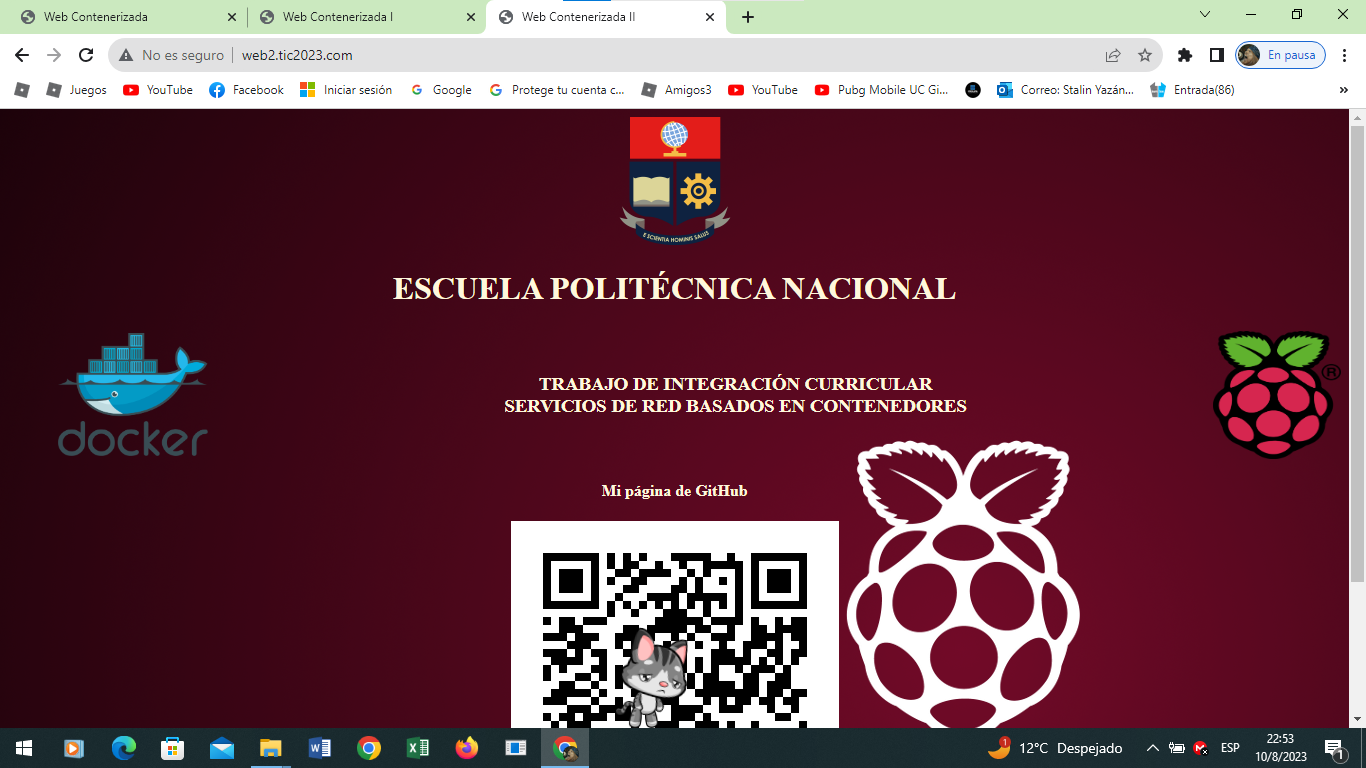 Web Contenerizada
Web Contenerizada I
Web Contenerizada II
No es seguro
web2.tic2023.com
En pausa
Juegos
YouTube
Facebook
Iniciar sesión
Google
Protege tu cuenta c...
Amigos3
YouTube
Pubg Mobile UC Gi...
Correo: Stalin Yazán...
Entrada(86)
E SCIENTIA HOMINIS SALUS
ESCUELA POLITÉCNICA NACIONAL
docker
®
TRABAJO DE INTEGRACIÓN CURRICULAR
SERVICIOS DE RED BASADOS EN CONTENEDORES
Mi página de GitHub
1
12°C Despejado
ESP
22:53
10/8/2023
1